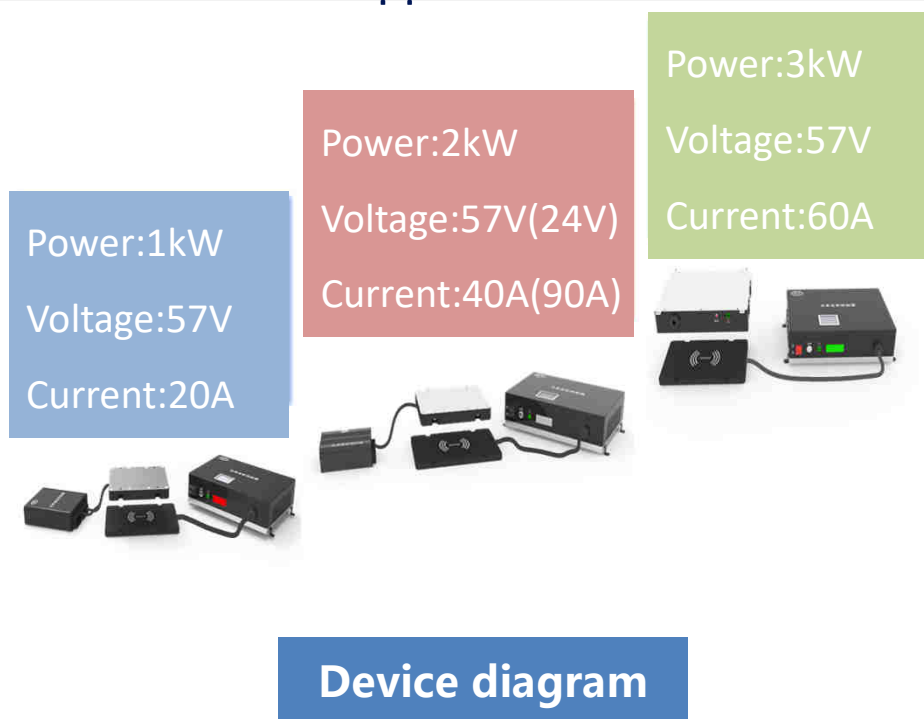 Power:1kW
Voltage:57V
Current:20A
Power:2kW
Voltage:57V(24V)
Current:40A(90A)
Power:3kW
Voltage:57V
Current:60A
Device diagram